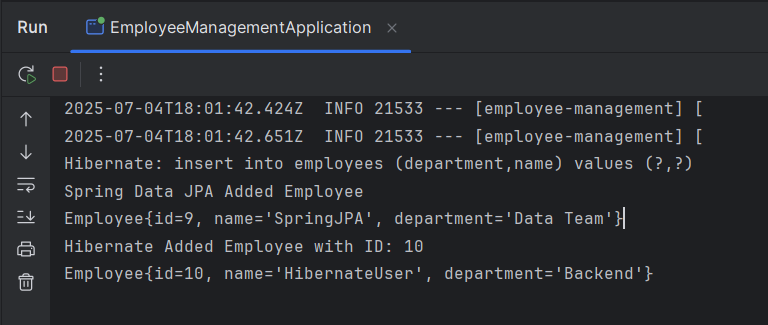 Run EmployeeManagementApplication
2025-07-04T18:01:42.424Z  INFO 21533 --- [employee-management] [
2025-07-04T18:01:42.651Z  INFO 21533 --- [employee-management] [
Hibernate: insert into employees (department,name) values (?,?)
Spring Data JPA Added Employee
Employee{id=9, name='SpringJPA', department='Data Team'}
Hibernate Added Employee with ID: 10
Employee{id=10, name='HibernateUser', department='Backend'}